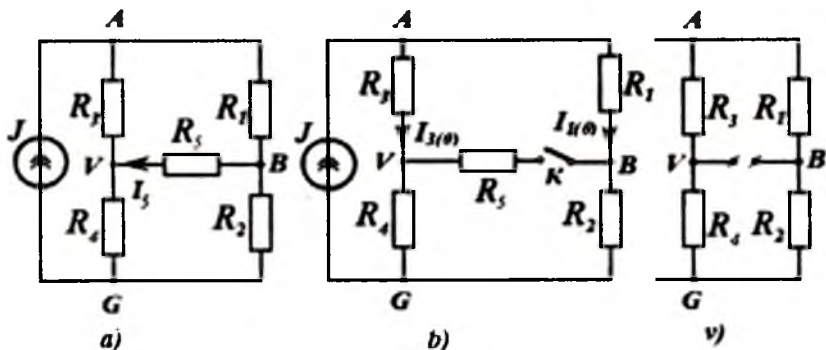 A
R₃
R₁
J
R₅
V
B
I₅
R₄
R₂
G
a)
A
R₃
R₁
J
I₃₍₀₎
I₁₍₀₎
V
K
B
R₅
R₄
R₂
G
b)
A
R₃
R₁
V
B
R₄
R₂
G
v)